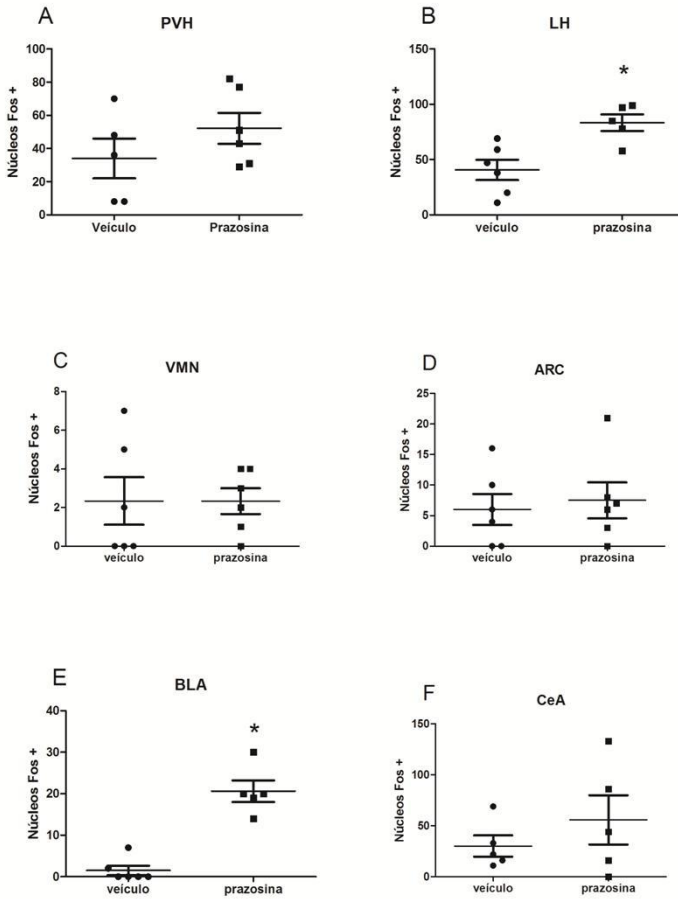 A
PVH
Núcleos Fos +
100
80
60
40
20
0
Veículo Prazosina
B
LH
Núcleos Fos +
150
100
50
0
*
veículo prazosina
C
VMN
Núcleos Fos +
8
6
4
2
0
veículo prazosina
D
ARC
Núcleos Fos +
25
20
15
10
5
0
veículo prazosina
E
BLA
Núcleos Fos +
40
30
20
10
0
*
veículo prazosina
F
CeA
Núcleos Fos +
150
100
50
0
veículo prazosina